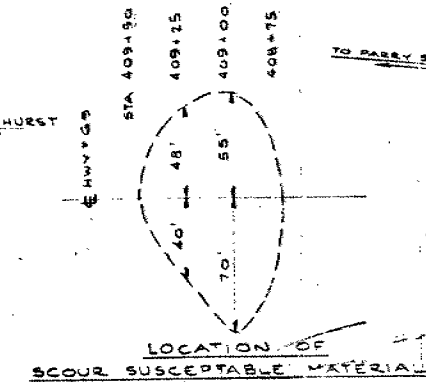 STA 409+50
409+25
409+00
408+75
TO PARRY S
HURST
℄ HWY # 69
48'
55'
40'
70'
LOCATION OF
SCOUR SUSCEPTABLE MATERIAL